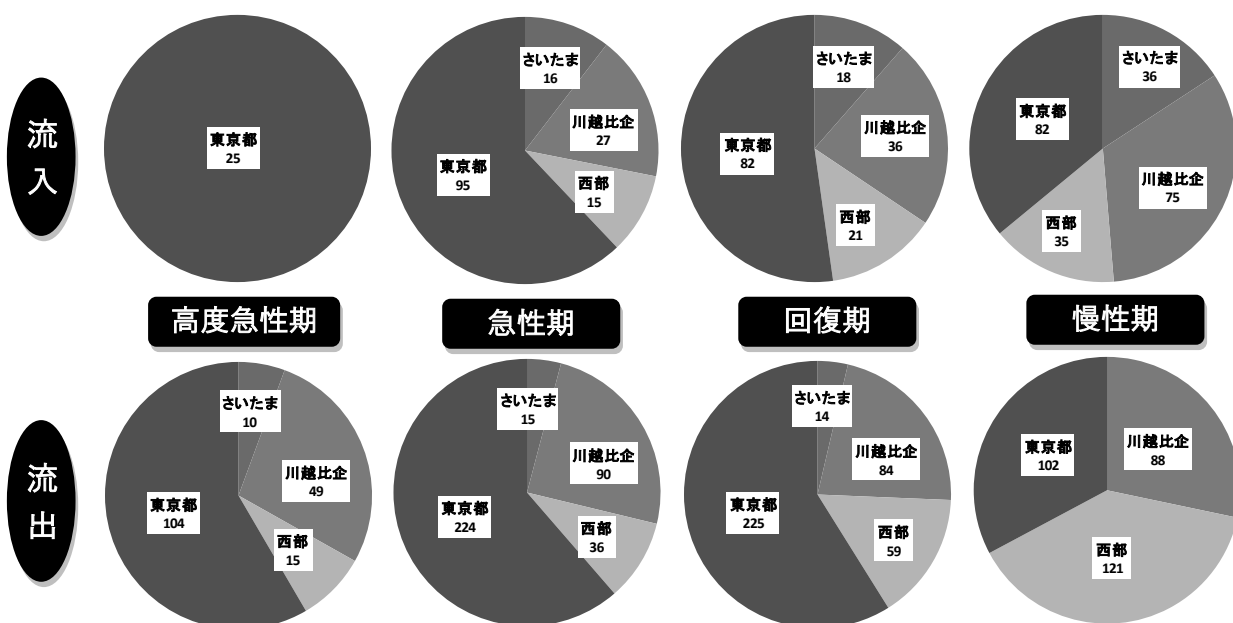 流入
東京都
25
さいたま
16
川越比企
27
西部
15
東京都
95
さいたま
18
川越比企
36
西部
21
東京都
82
さいたま
36
川越比企
75
西部
35
東京都
82
高度急性期
急性期
回復期
慢性期
流出
さいたま
10
川越比企
49
西部
15
東京都
104
さいたま
15
川越比企
90
西部
36
東京都
224
さいたま
14
川越比企
84
西部
59
東京都
225
川越比企
88
西部
121
東京都
102